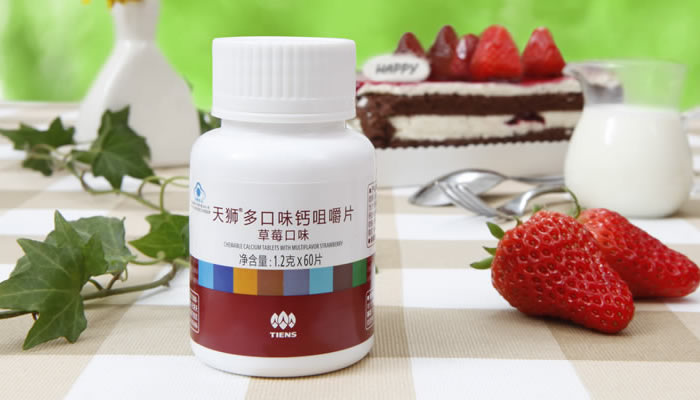 HAPPY
天狮®多口味钙咀嚼片
草莓口味
CHEWABLE CALCIUM TABLETS WITH MULTIFLAVOR STRAWBERRY
净含量:1.2克x60片
TIENS